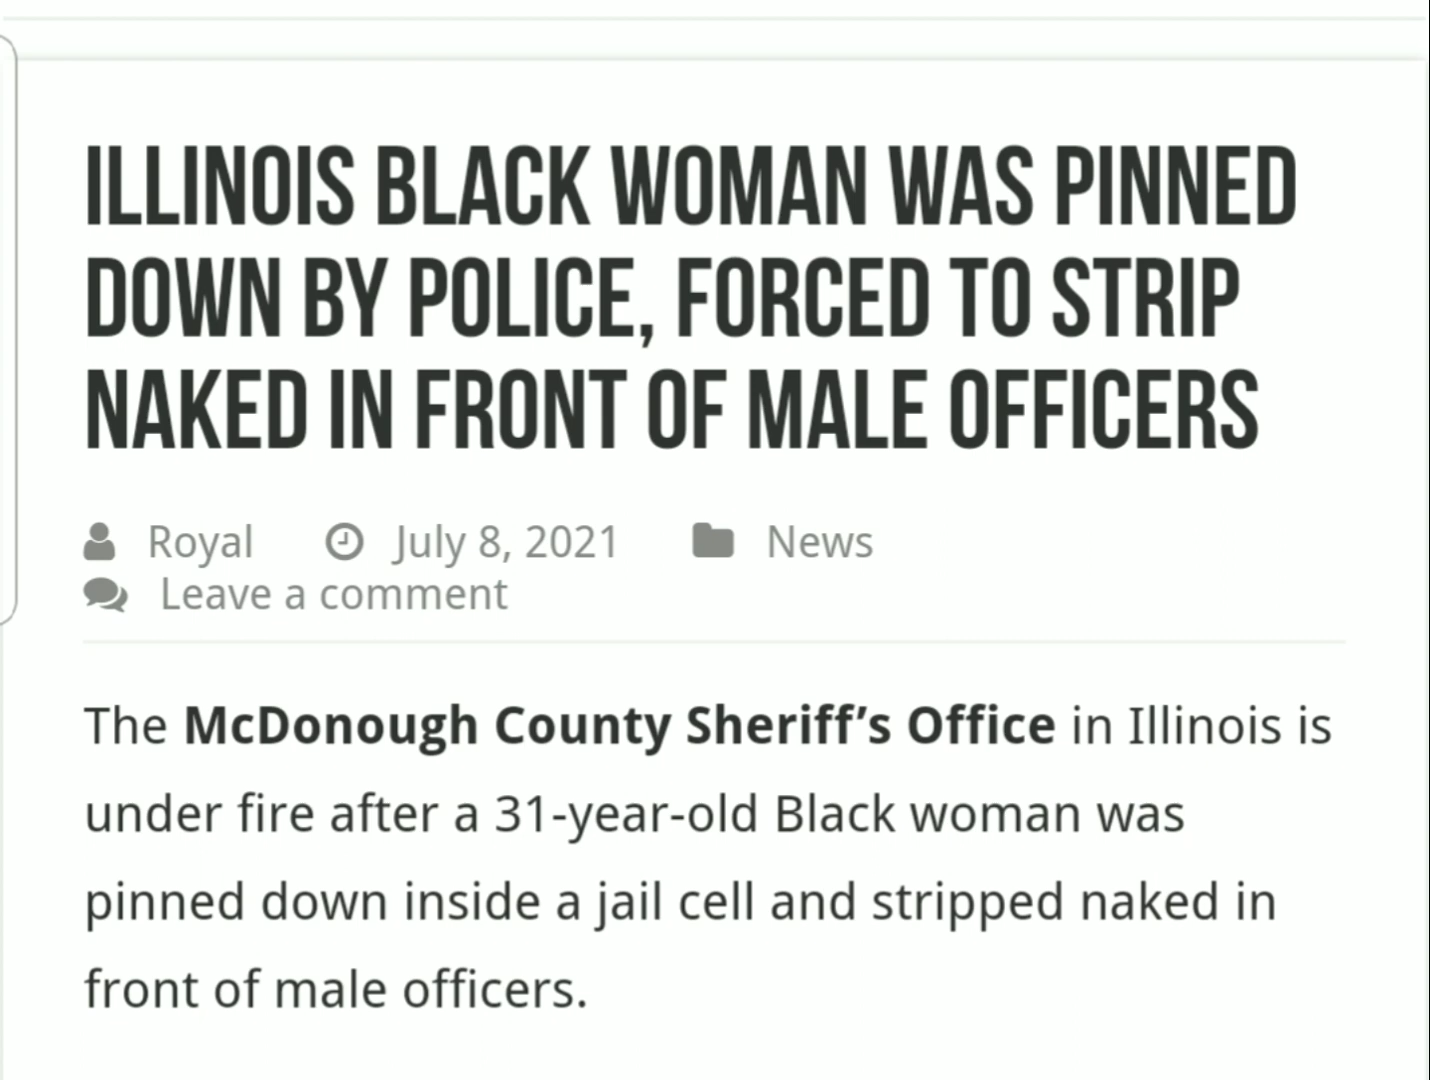 ILLINOIS BLACK WOMAN WAS PINNED
DOWN BY POLICE, FORCED TO STRIP
NAKED IN FRONT OF MALE OFFICERS
Royal July 8, 2021 News
Leave a comment
The McDonough County Sheriff’s Office in Illinois is
under fire after a 31-year-old Black woman was
pinned down inside a jail cell and stripped naked in
front of male officers.